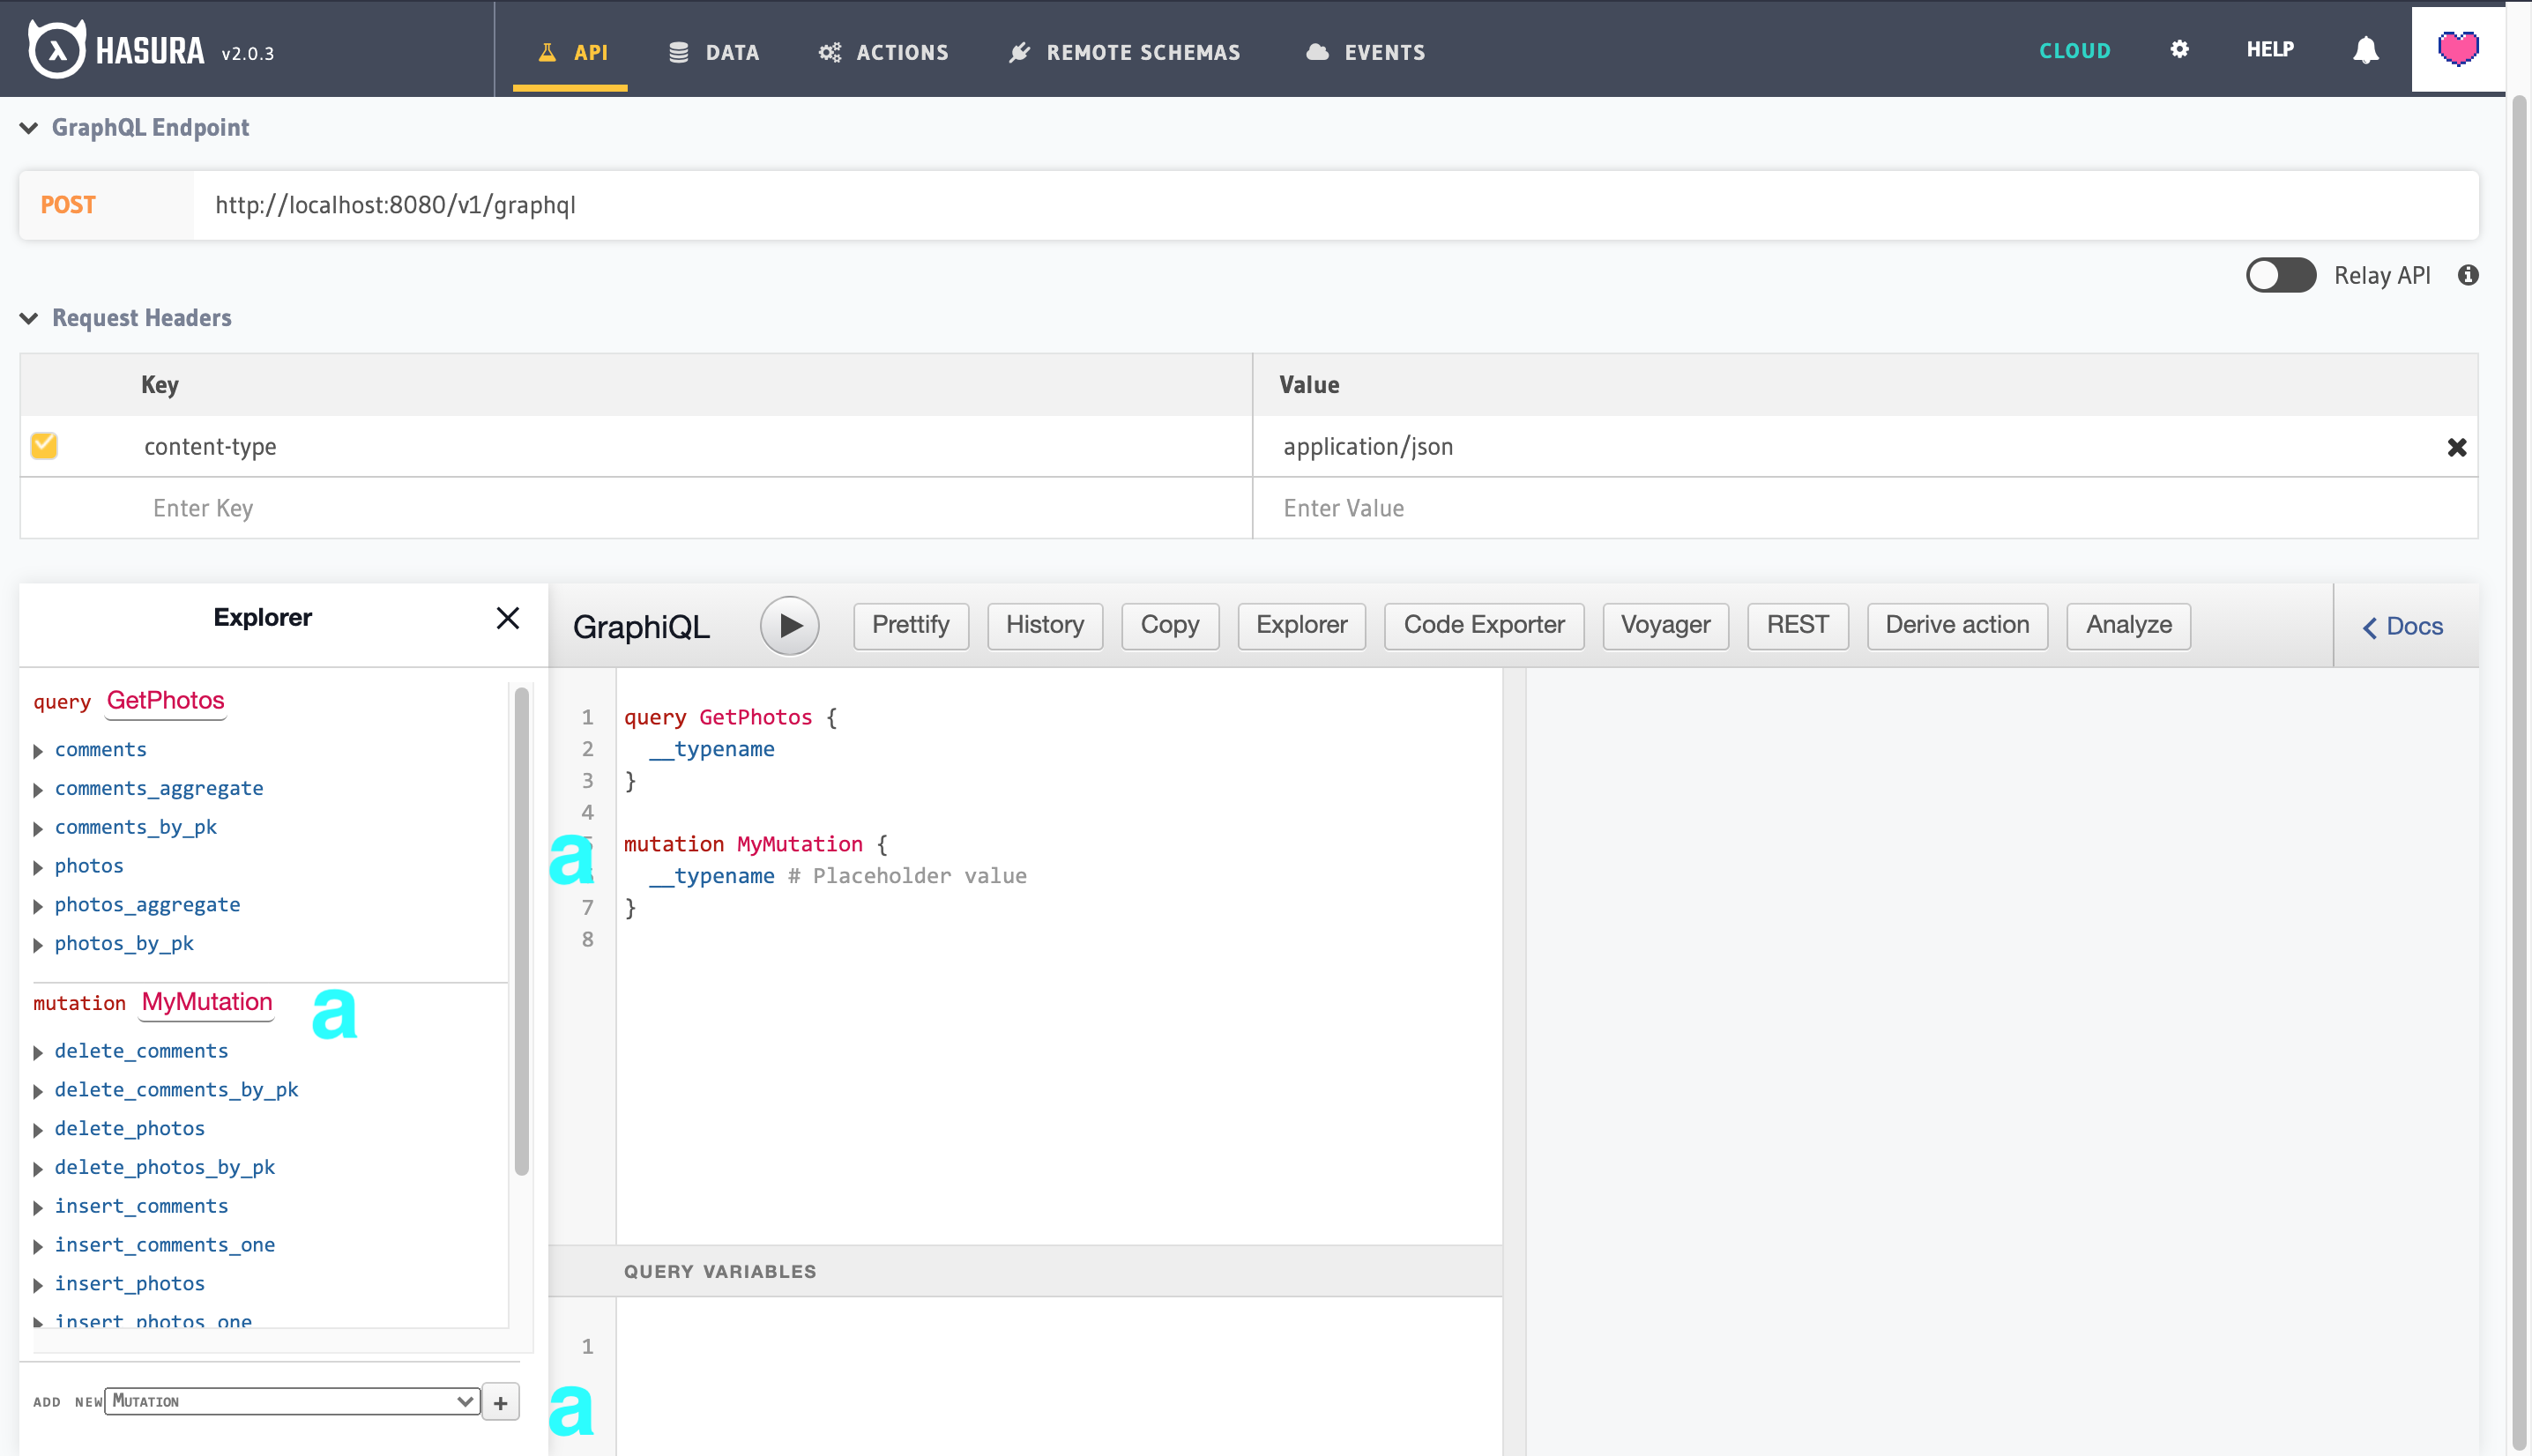 HASURA v2.0.3
API DATA ACTIONS REMOTE SCHEMAS EVENTS
CLOUD HELP
GraphQL Endpoint
POST http://localhost:8080/v1/graphql
Relay API
Request Headers
Key Value
content-type application/json
Enter Key Enter Value
Explorer
query GetPhotos
comments
comments_aggregate
comments_by_pk
photos
photos_aggregate
photos_by_pk
mutation MyMutation a
delete_comments
delete_comments_by_pk
delete_photos
delete_photos_by_pk
insert_comments
insert_comments_one
insert_photos
insert_photos_one
ADD NEW MUTATION +
a
GraphiQL Prettify History Copy Explorer Code Exporter Voyager REST Derive action Analyze Docs
1 query GetPhotos {
2 __typename
3 }
4
5 mutation MyMutation {
a
__typename # Placeholder value
7 }
8
QUERY VARIABLES
1